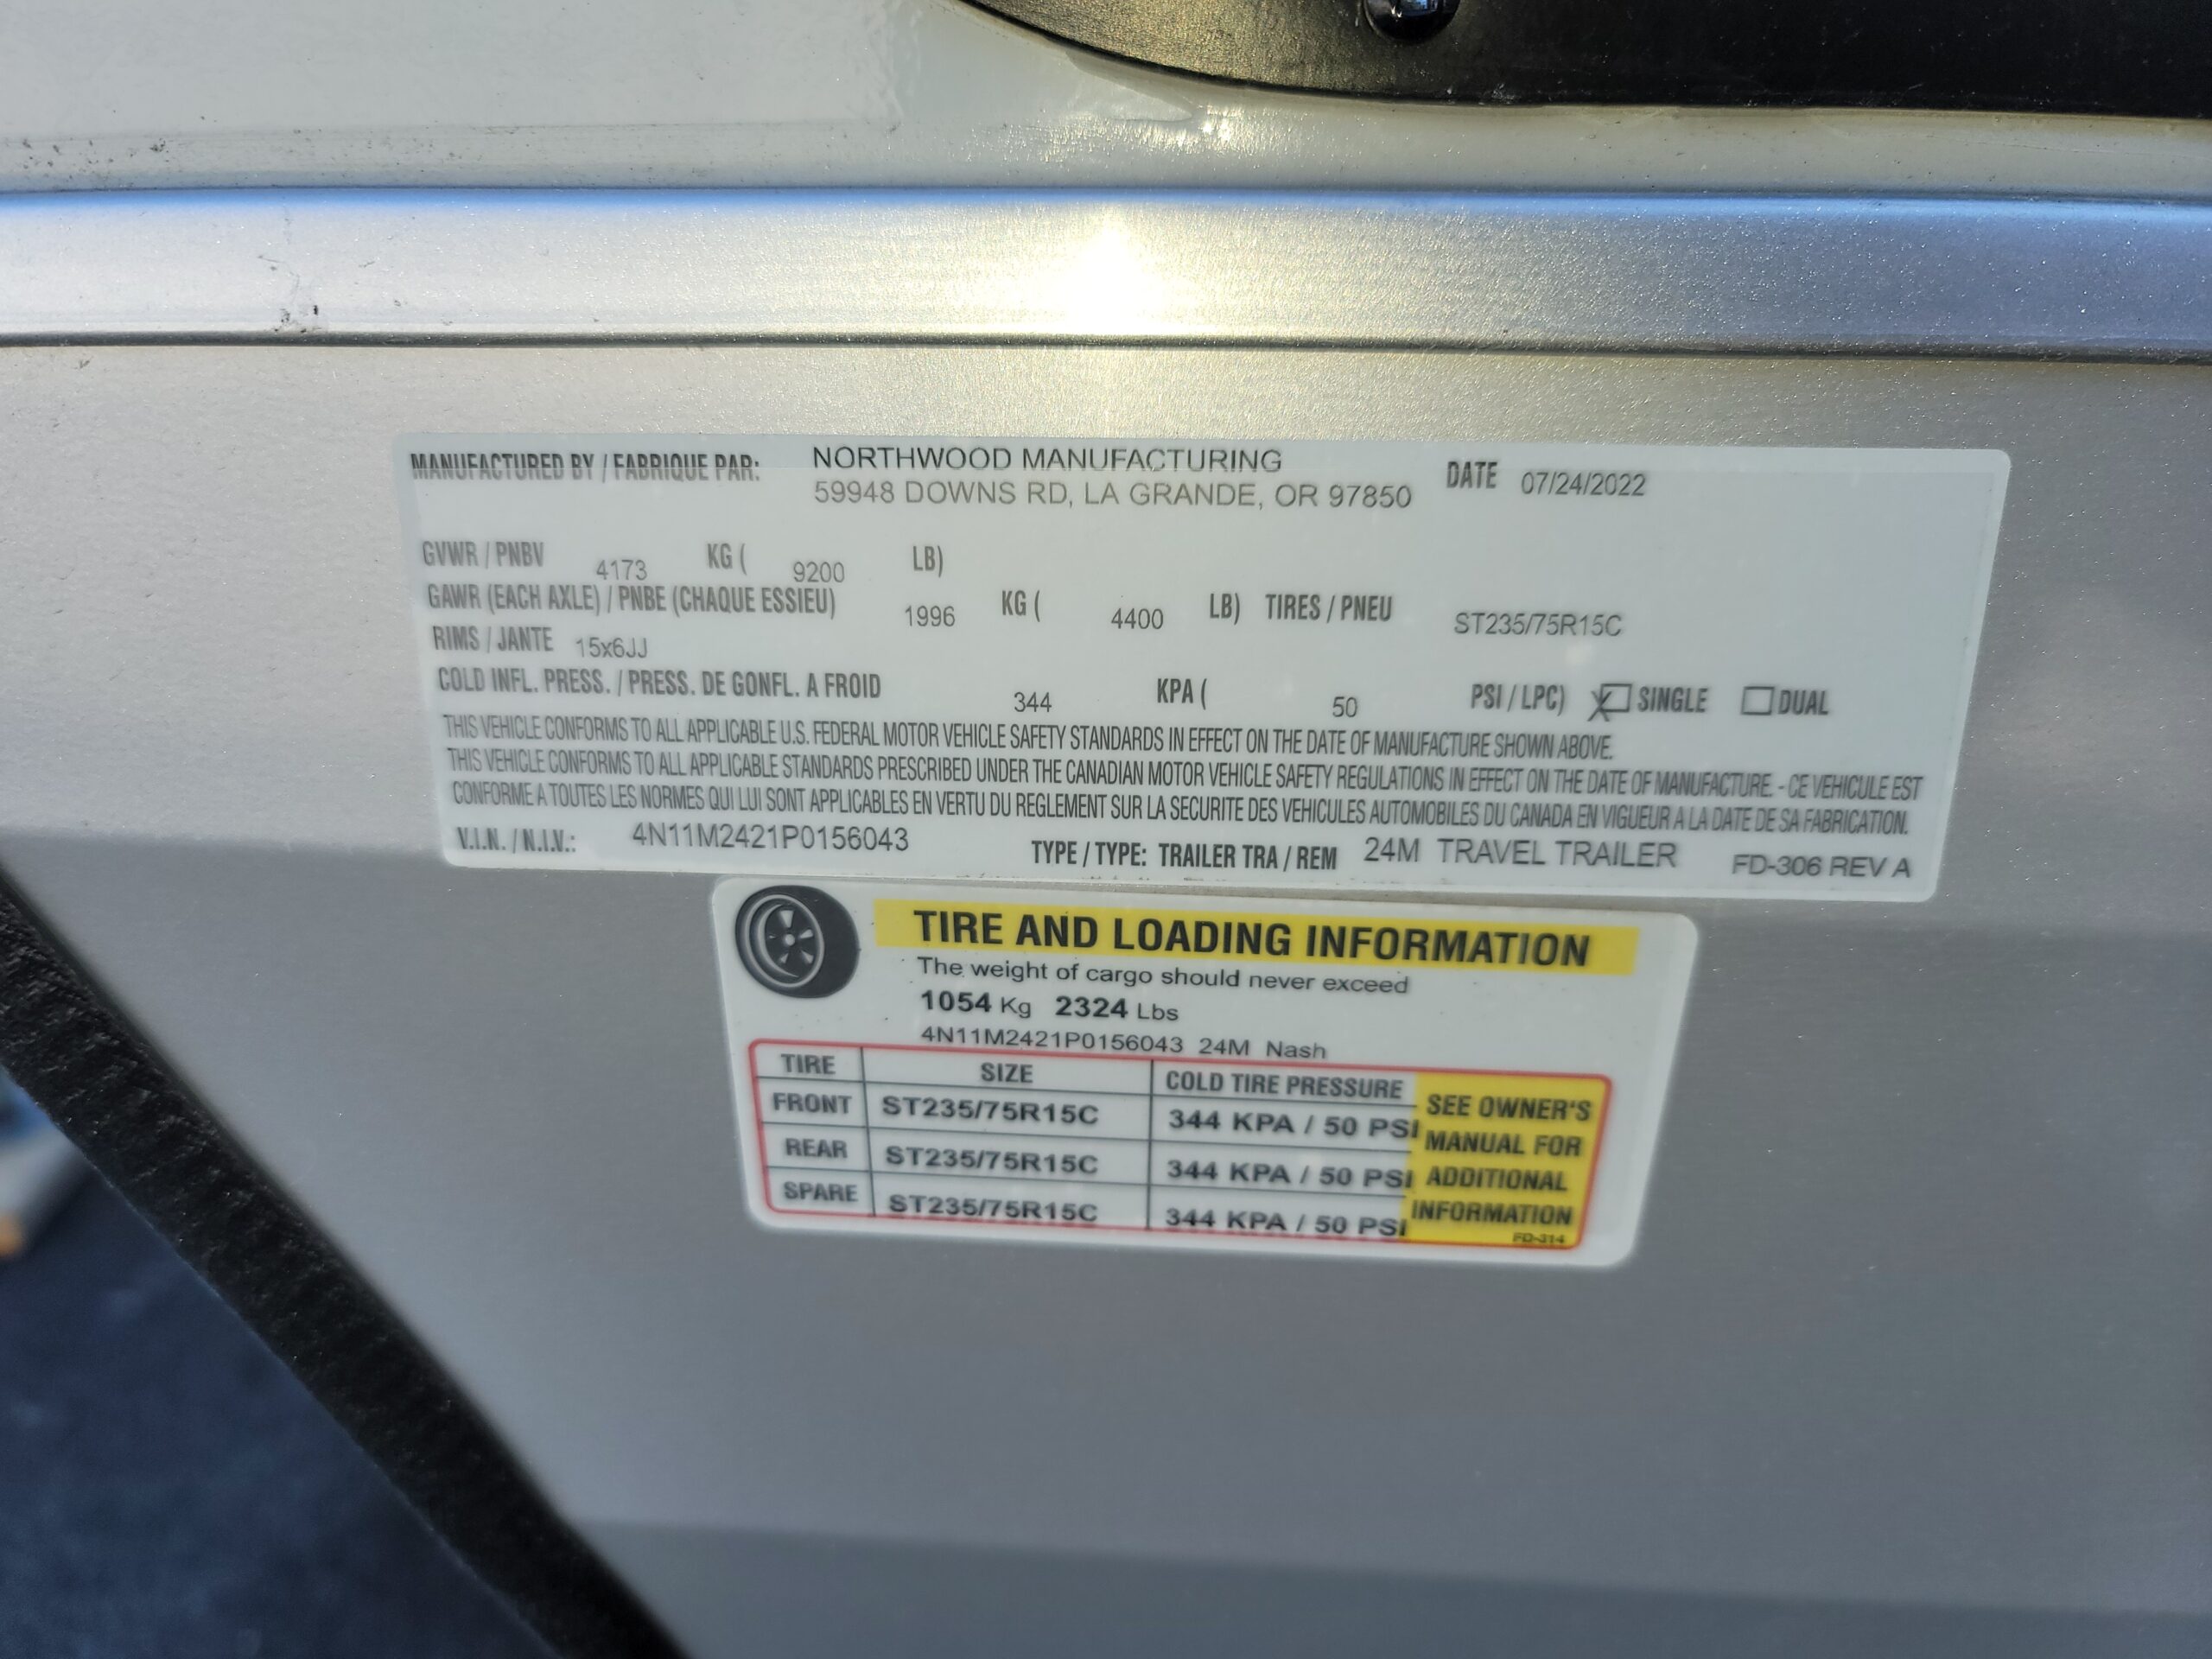 MANUFACTURED BY / FABRIQUE PAR: NORTHWOOD MANUFACTURING DATE 07/24/2022
59948 DOWNS RD, LA GRANDE, OR 97850
GVWR / PNBV 4173 KG ( 9200 LB)
GAWR (EACH AXLE) / PNBE (CHAQUE ESSIEU) 1996 KG ( 4400 LB) TIRES / PNEU ST235/75R15C
RIMS / JANTE 15x6JJ
COLD INFL. PRESS. / PRESS. DE GONFL. A FROID 344 KPA ( 50 PSI / LPC) SINGLE DUAL
THIS VEHICLE CONFORMS TO ALL APPLICABLE U.S. FEDERAL MOTOR VEHICLE SAFETY STANDARDS IN EFFECT ON THE DATE OF MANUFACTURE SHOWN ABOVE.
THIS VEHICLE CONFORMS TO ALL APPLICABLE STANDARDS PRESCRIBED UNDER THE CANADIAN MOTOR VEHICLE SAFETY REGULATIONS IN EFFECT ON THE DATE OF MANUFACTURE. - CE VEHICULE EST
CONFORME A TOUTES LES NORMES QUI LUI SONT APPLICABLES EN VERTU DU REGLEMENT SUR LA SECURITE DES VEHICULES AUTOMOBILES DU CANADA EN VIGUEUR A LA DATE DE SA FABRICATION.
V.I.N. / N.I.V.: 4N11M2421P0156043 TYPE / TYPE: TRAILER TRA / REM 24M TRAVEL TRAILER FD-306 REV A
TIRE AND LOADING INFORMATION
The weight of cargo should never exceed
1054 Kg 2324 Lbs
4N11M2421P0156043 24M Nash
TIRE SIZE COLD TIRE PRESSURE
FRONT ST235/75R15C 344 KPA / 50 PSI
REAR ST235/75R15C 344 KPA / 50 PSI
SPARE ST235/75R15C 344 KPA / 50 PSI
SEE OWNER'S
MANUAL FOR
ADDITIONAL
INFORMATION
FD-314